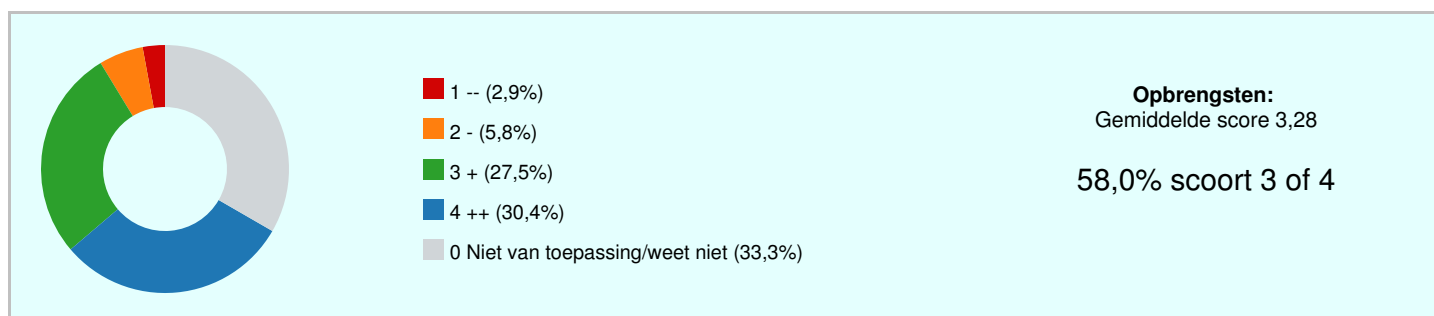 1 -- (2,9%)
2 - (5,8%)
3 + (27,5%)
4 ++ (30,4%)
0 Niet van toepassing/weet niet (33,3%)
Opbrengsten:
Gemiddelde score 3,28
58,0% scoort 3 of 4